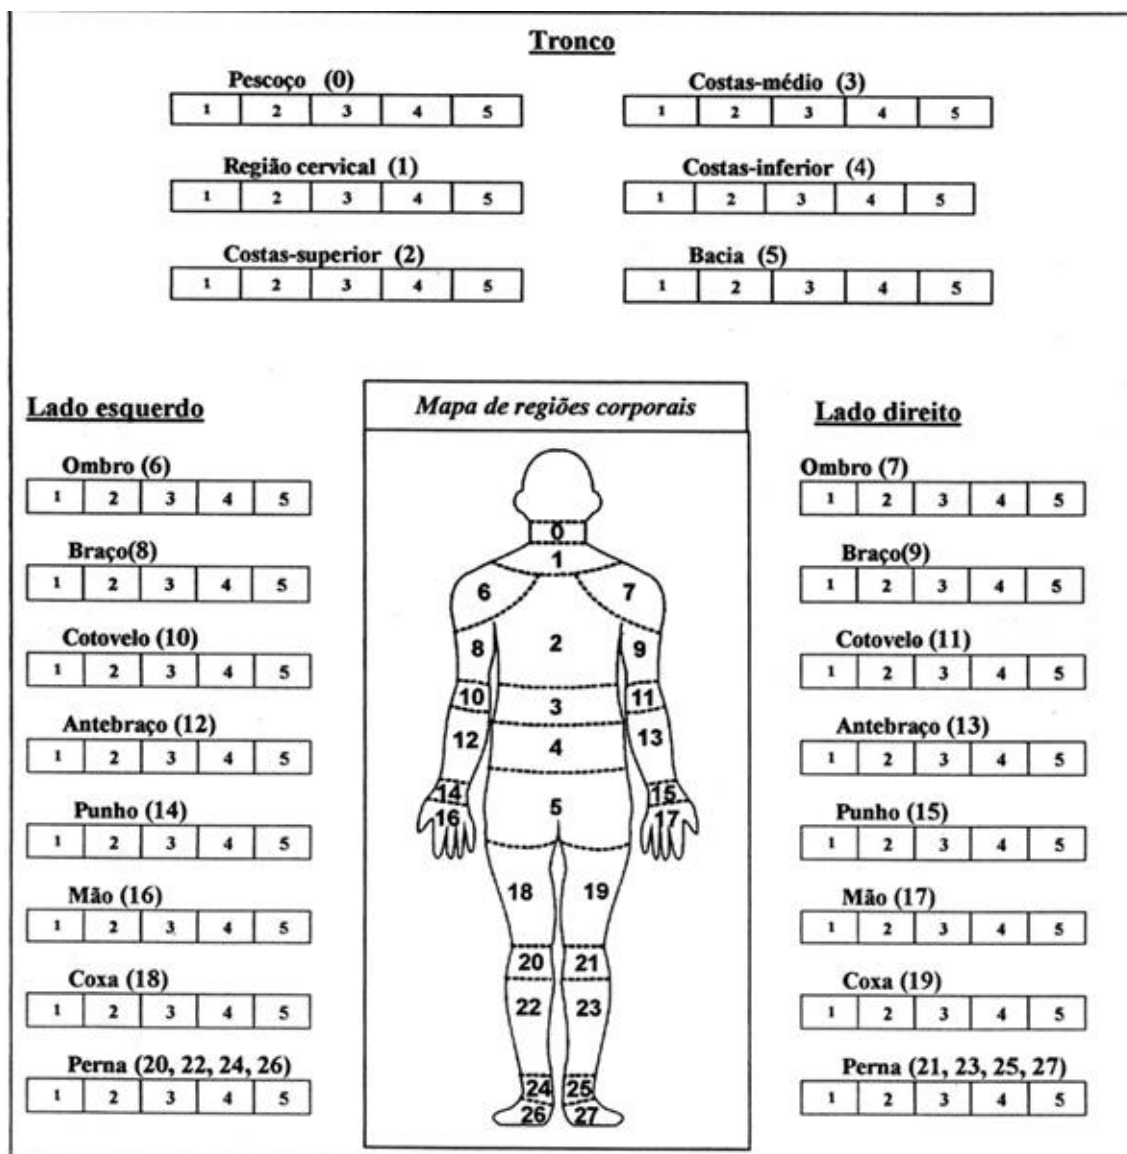 Tronco
Pescoço (0)
1 2 3 4 5
Costas-médio (3)
1 2 3 4 5
Região cervical (1)
1 2 3 4 5
Costas-inferior (4)
1 2 3 4 5
Costas-superior (2)
1 2 3 4 5
Bacia (5)
1 2 3 4 5
Lado esquerdo
Ombro (6)
1 2 3 4 5
Braço(8)
1 2 3 4 5
Cotovelo (10)
1 2 3 4 5
Antebraço (12)
1 2 3 4 5
Punho (14)
1 2 3 4 5
Mão (16)
1 2 3 4 5
Coxa (18)
1 2 3 4 5
Perna (20, 22, 24, 26)
1 2 3 4 5
Mapa de regiões corporais
0
1
6 7
2
8 9
10 11
3
12 4 13
14 15
16 5 17
18 19
20 21
22 23
24 25
26 27
Lado direito
Ombro (7)
1 2 3 4 5
Braço(9)
1 2 3 4 5
Cotovelo (11)
1 2 3 4 5
Antebraço (13)
1 2 3 4 5
Punho (15)
1 2 3 4 5
Mão (17)
1 2 3 4 5
Coxa (19)
1 2 3 4 5
Perna (21, 23, 25, 27)
1 2 3 4 5